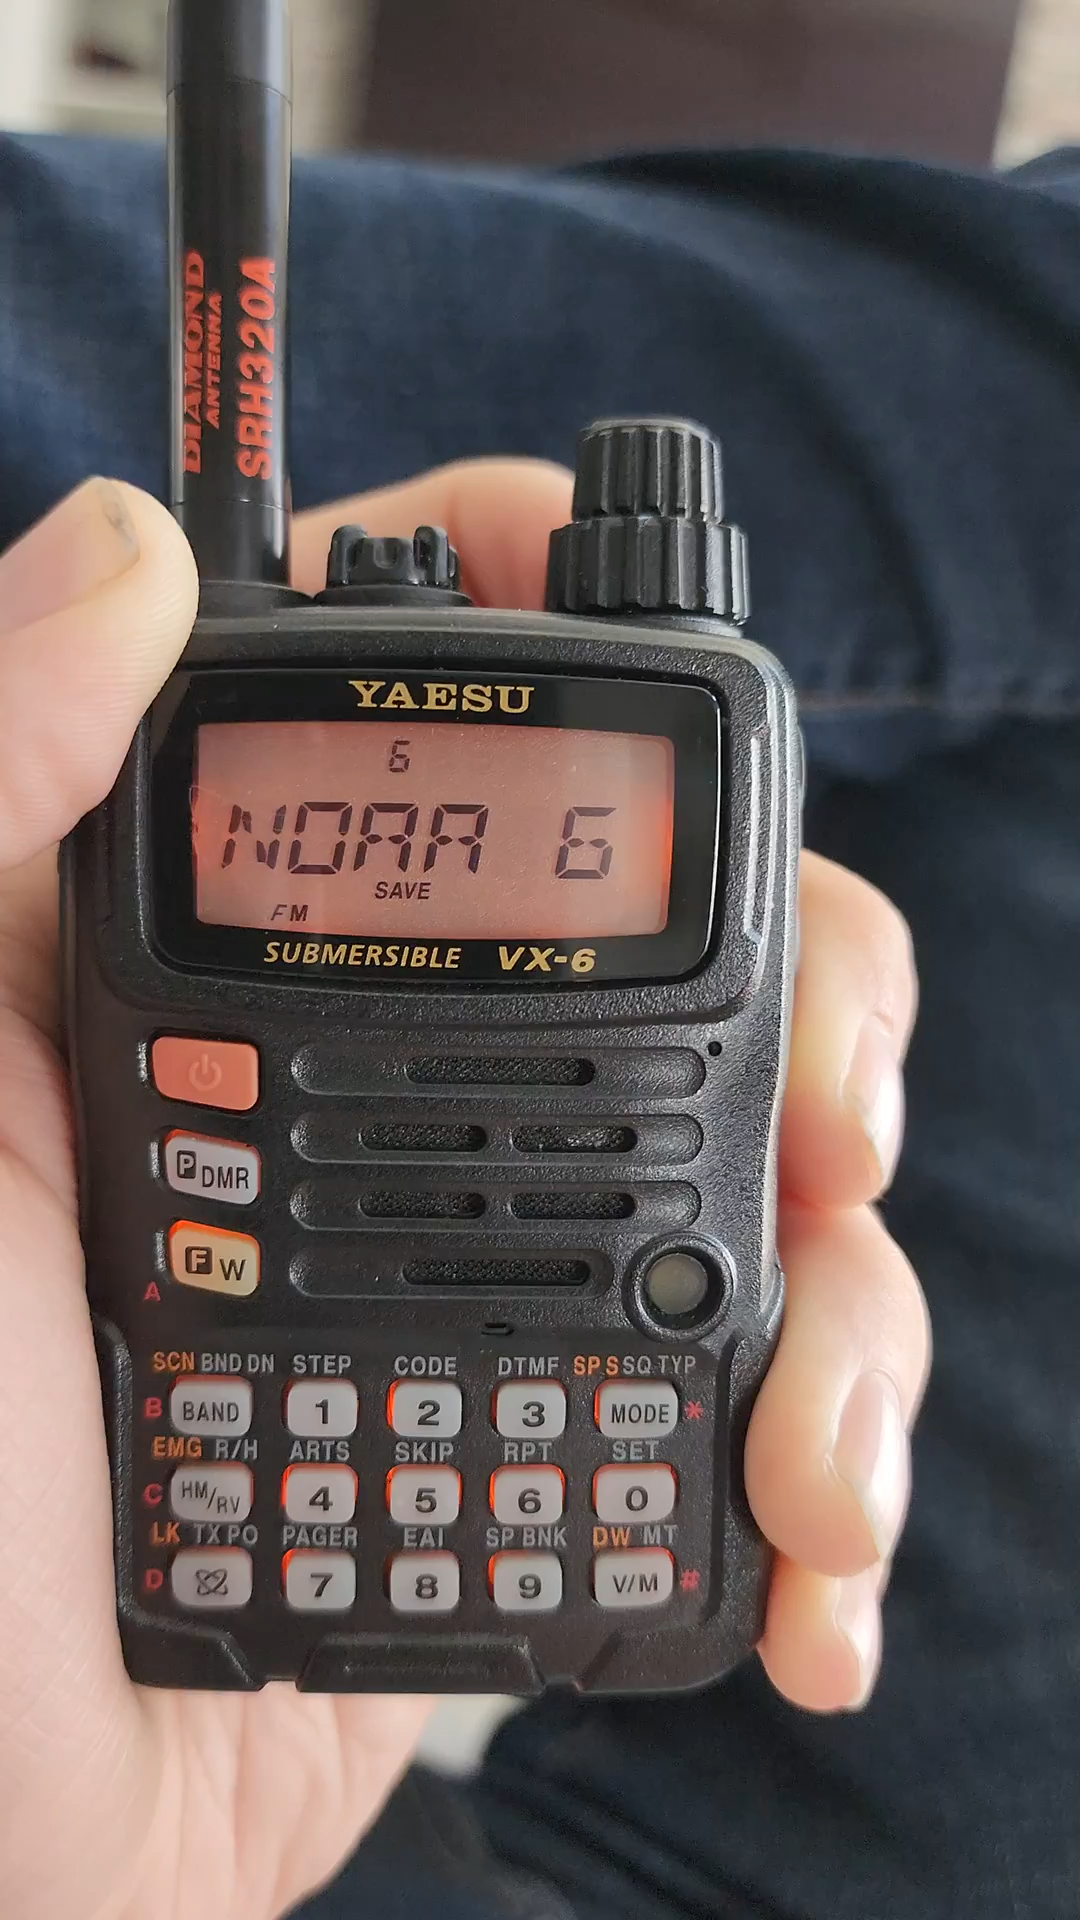 DIAMOND
ANTENNA
SRH320A
YAESU
6
NOAA 6
SAVE
FM
SUBMERSIBLE VX-6
P DMR
F W
A
SCN BND DN STEP CODE DTMF SP S SQ TYP
B BAND 1 2 3 MODE *
EMG R/H ARTS SKIP RPT SET
C HM/RV 4 5 6 0
LK TX PO PAGER EAI SP BNK DW MT
D 7 8 9 V/M #